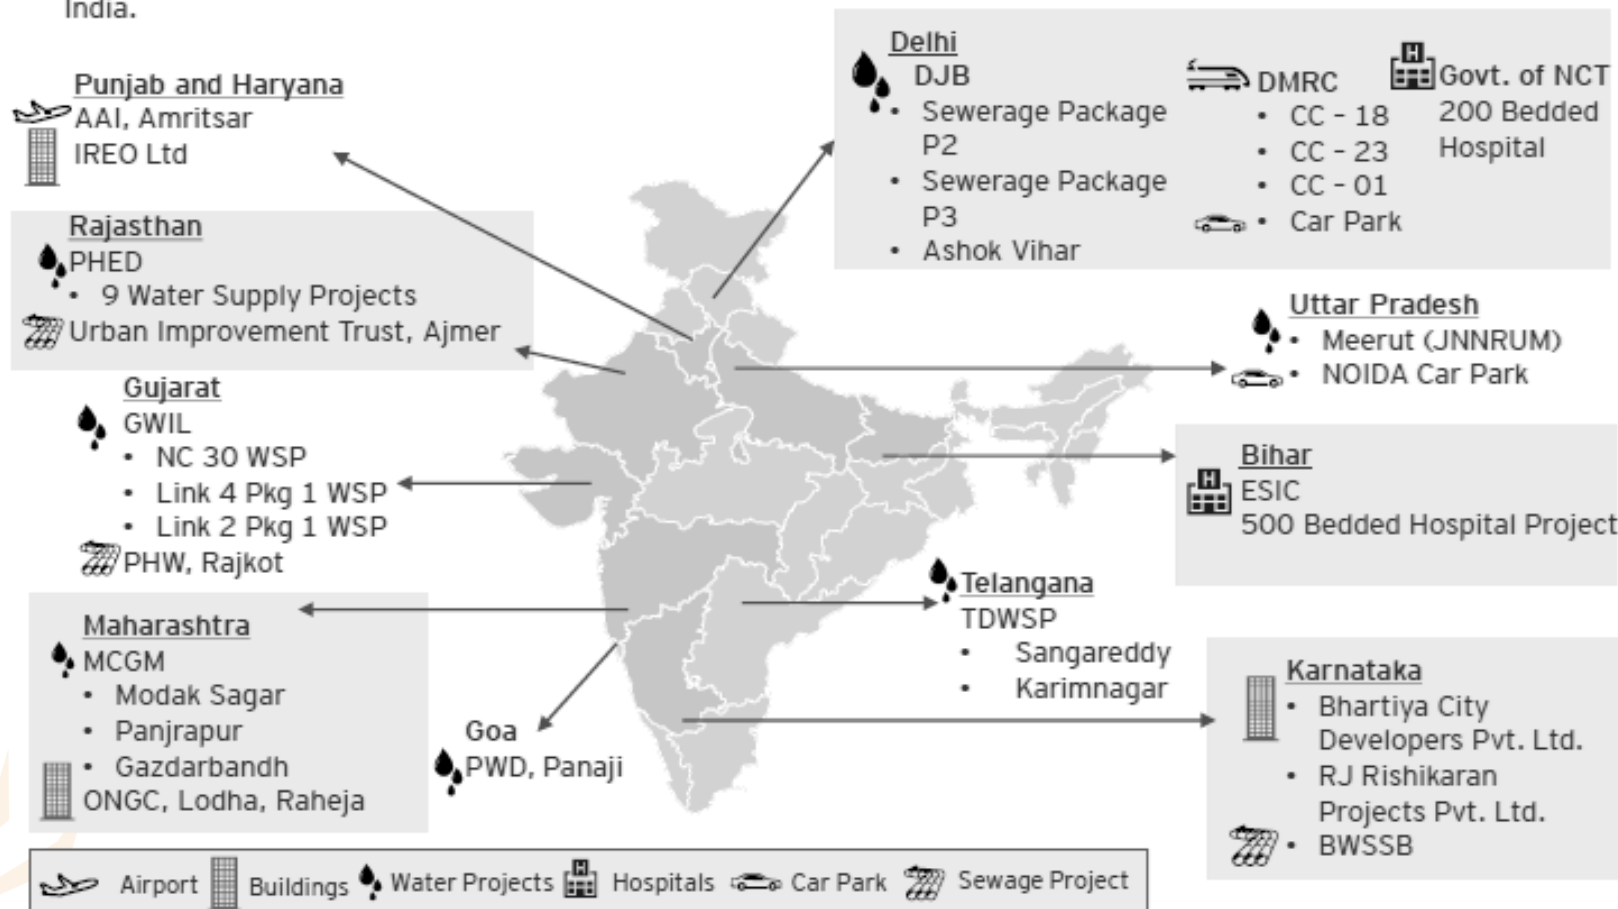 India.
Punjab and Haryana
AAI, Amritsar
IREO Ltd
Rajasthan
PHED
• 9 Water Supply Projects
Urban Improvement Trust, Ajmer
Gujarat
GWIL
• NC 30 WSP
• Link 4 Pkg 1 WSP
• Link 2 Pkg 1 WSP
PHW, Rajkot
Maharashtra
MCGM
• Modak Sagar
• Panjrapur
• Gazdarbandh
ONGC, Lodha, Raheja
Goa
PWD, Panaji
Delhi
DJB
• Sewerage Package
P2
• Sewerage Package
P3
• Ashok Vihar
DMRC
• CC – 18
• CC – 23
• CC – 01
• Car Park
H
Govt. of NCT
200 Bedded
Hospital
Uttar Pradesh
• Meerut (JNNRUM)
• NOIDA Car Park
Bihar
H
ESIC
500 Bedded Hospital Project
Telangana
TDWSP
• Sangareddy
• Karimnagar
Karnataka
• Bhartiya City
Developers Pvt. Ltd.
• RJ Rishikaran
Projects Pvt. Ltd.
• BWSSB
Airport Buildings Water Projects H Hospitals Car Park Sewage Project